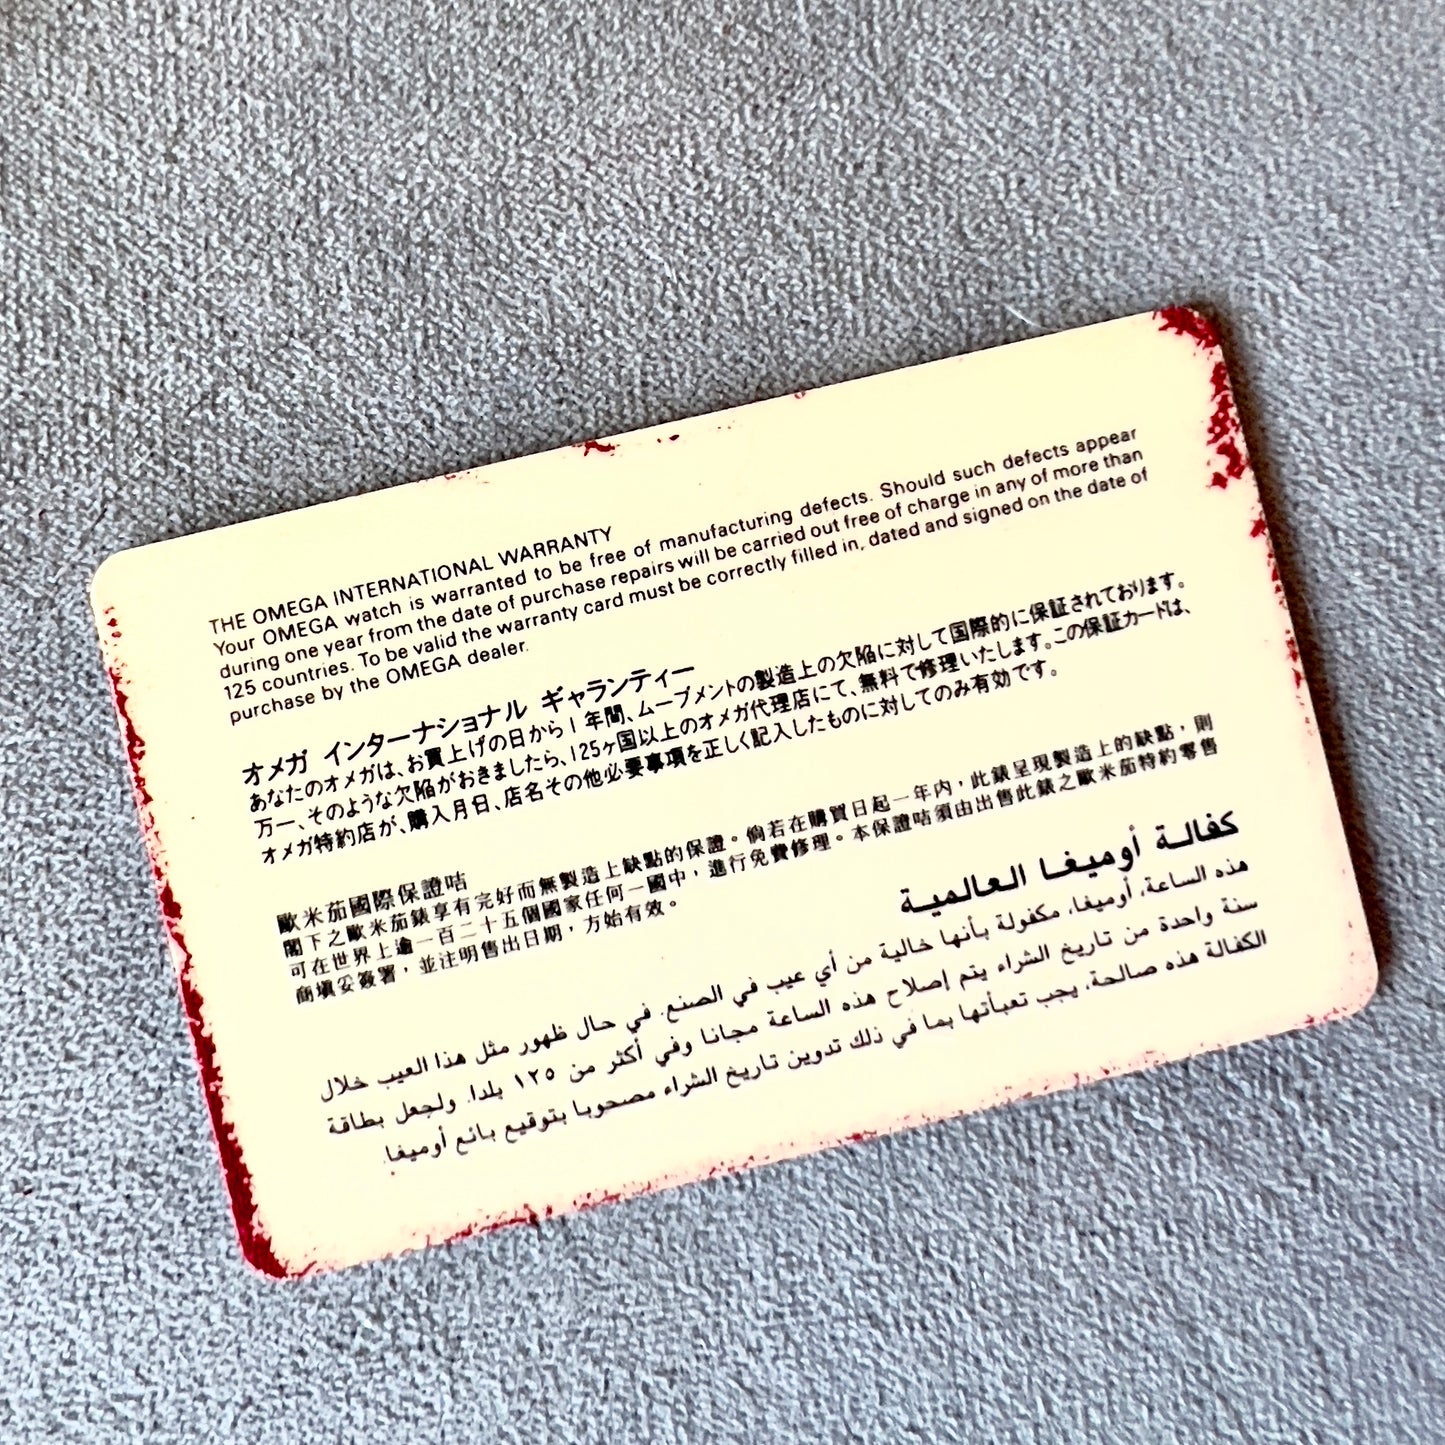 THE OMEGA INTERNATIONAL WARRANTY
Your OMEGA watch is warranted to be free of manufacturing defects. Should such defects appear
during one year from the date of purchase repairs will be carried out free of charge in any of more than
125 countries. To be valid the warranty card must be correctly filled in, dated and signed on the date of
purchase by the OMEGA dealer.
オメガ インターナショナル ギャランティー
あなたのオメガは、お買上げの日から1年間、ムーブメントの製造上の欠陥に対して国際的に保証されております。
万一、そのような欠陥がおきましたら、125ヶ国以上のオメガ代理店にて、無料で修理いたします。この保証カードは、
オメガ特約店が、購入月日、店名その他必要事項を正しく記入したものに対してのみ有効です。
歐米茄國際保證咭
閣下之歐米茄錶享有完好而無製造上缺點的保證。倘若在購買日起一年內，此錶呈現製造上的缺點，則
可在世界上逾一百二十五個國家任何一國中，進行免費修理。本保證咭須由出售此錶之歐米茄特約零售
商填妥簽署，並注明售出日期，方始有效。
كفالة أوميغا العالمية
هذه الساعة، أوميغا، مكفولة بأنها خالية من أي عيب في الصنع. في حال ظهور مثل هذا العيب خلال
سنة واحدة من تاريخ الشراء يتم إصلاح هذه الساعة مجانا وفي أكثر من ١٢٥ بلدا. ولجعل بطاقة
الكفالة هذه صالحة، يجب تعبأتها بما في ذلك تدوين تاريخ الشراء مصحوبا بتوقيع بائع أوميغا.